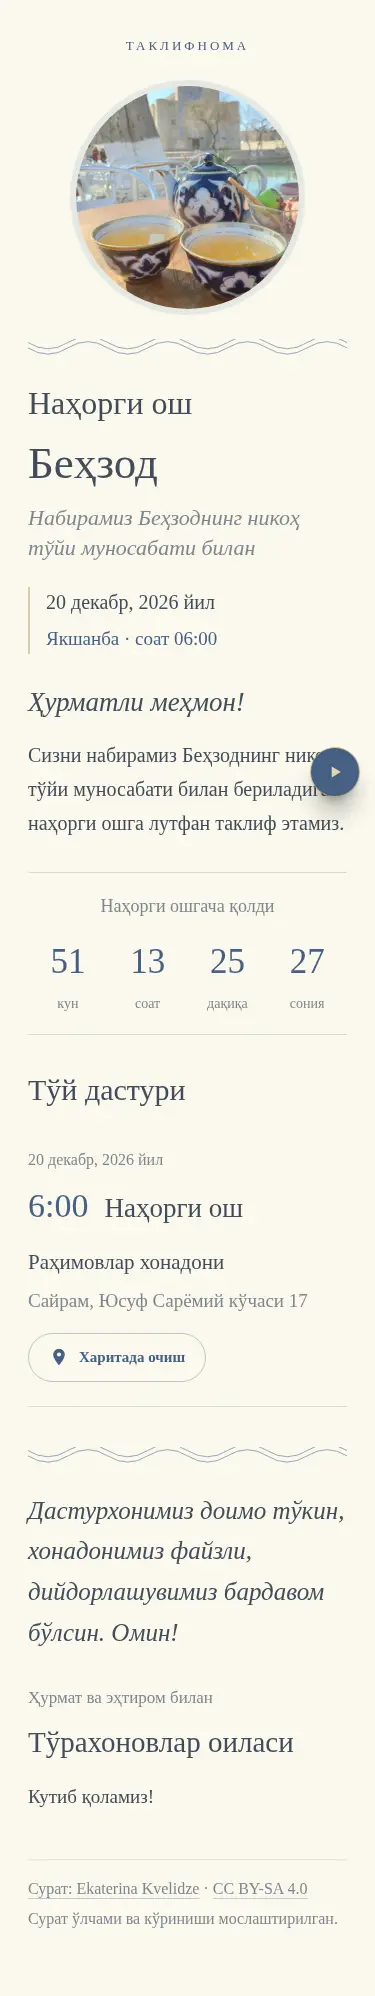 ТАКЛИФНОМА
Наҳорги ош
Беҳзод
Набирамиз Беҳзоднинг никоҳ
тўйи муносабати билан
20 декабр, 2026 йил
Якшанба · соат 06:00
Ҳурматли меҳмон!
Сизни набирамиз Беҳзоднинг
тўйи муносабати билан
наҳорги ошга лутфан таклиф этамиз.
Наҳорги ошгача қолди
51 13 25 27
кун соат дақиқа сония
Тўй дастури
20 декабр, 2026 йил
6:00 Наҳорги ош
Раҳимовлар хонадони
Сайрам, Юсуф Сарёмий кўчаси 17
Харитада очиш
Дастурхонимиз доимо тўкин,
хонадонимиз файзли,
дийдорлашувимиз бардавом
бўлсин. Омин!
Ҳурмат ва эҳтиром билан
Тўрахоновлар оиласи
Кутиб қоламиз!
Сурат: Ekaterina Kvelidze · CC BY-SA 4.0
Сурат ўлчами ва кўриниши мослаштирилган.